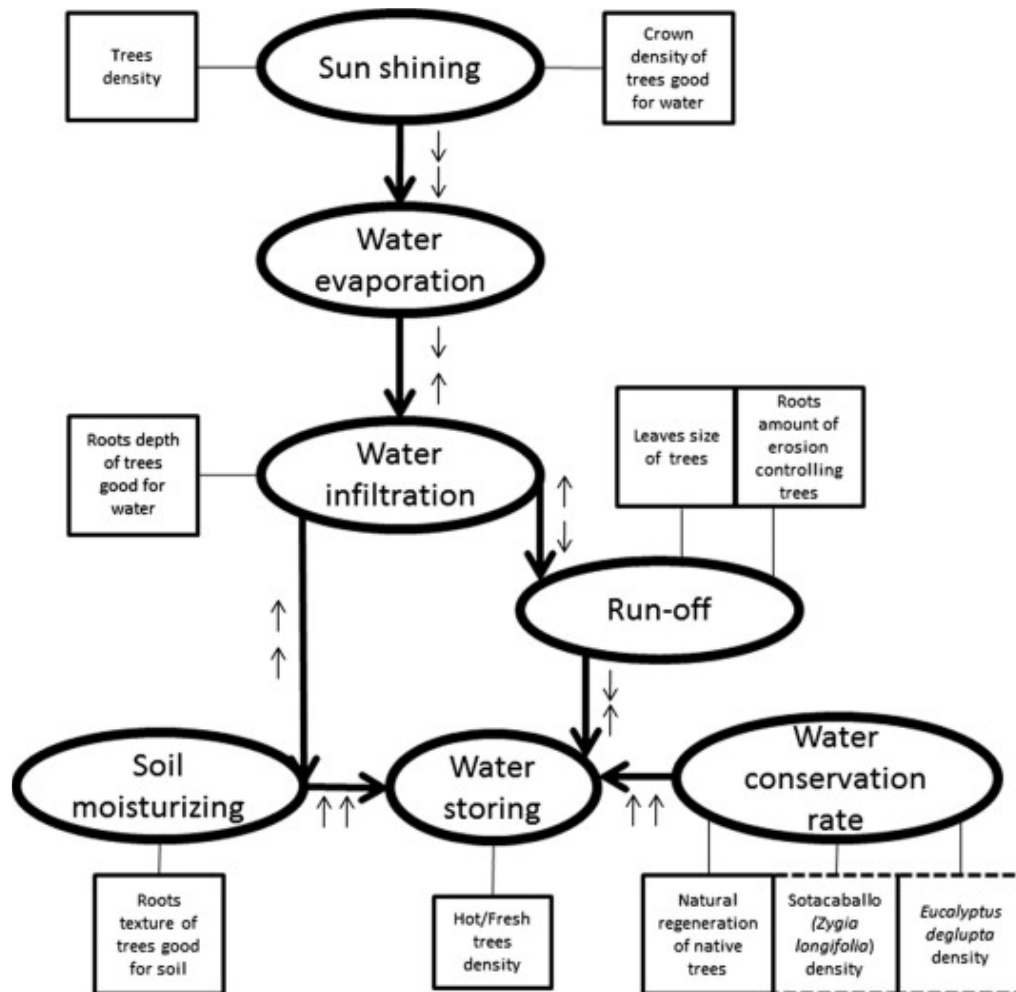 Trees
density
Sun shining
Crown
density of
trees good
for water
↓
↓
Water
evaporation
↓
↑
Roots depth
of trees
good for
water
Water
infiltration
Leaves size
of trees
Roots
amount of
erosion
controlling
trees
↑
↓
Run-off
↑
↑
↓
↑
Soil
moisturizing
↑↑
Water
storing
↑↑
Water
conservation
rate
Roots
texture of
trees good
for soil
Hot/Fresh
trees
density
Natural
regeneration
of native
trees
Sotacaballo
(Zygia
longifolia)
density
Eucalyptus
deglupta
density